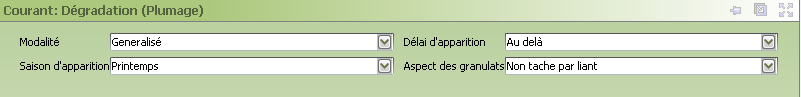 Courant: Dégradation (Plumage)
Modalité Generalisé Délai d'apparition Au delà
Saison d'apparition Printemps Aspect des granulats Non tache par liant